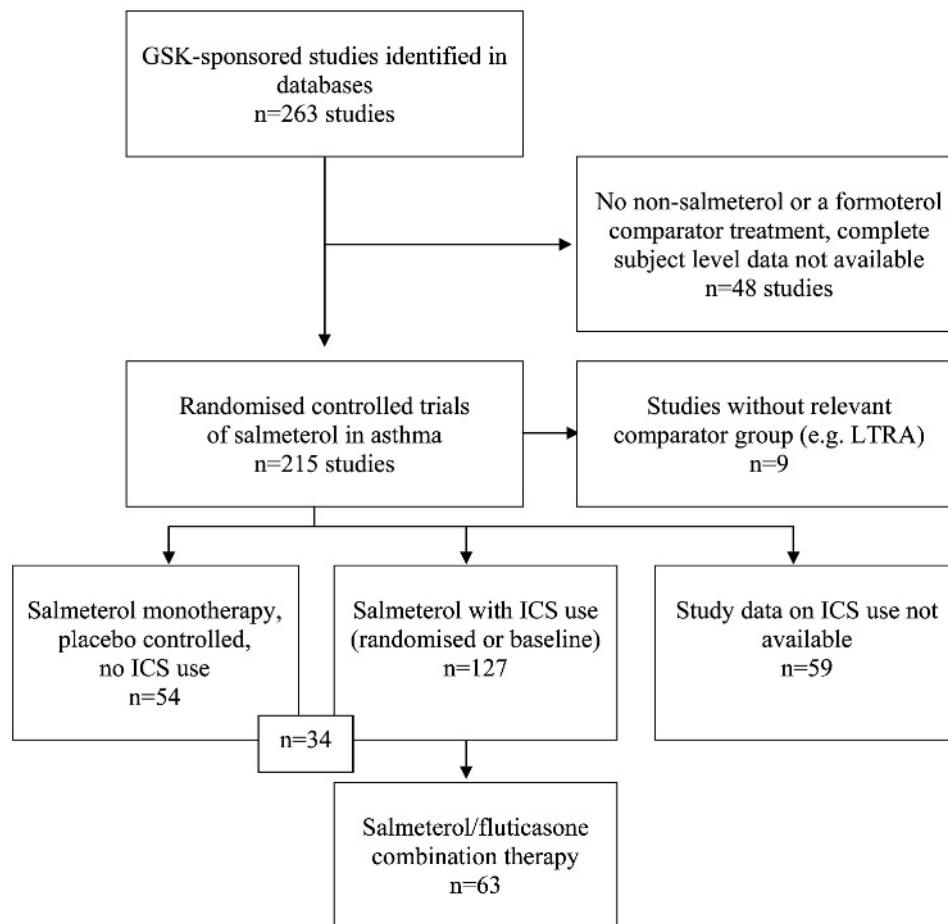 GSK-sponsored studies identified in
databases
n=263 studies
No non-salmeterol or a formoterol
comparator treatment, complete
subject level data not available
n=48 studies
Randomised controlled trials
of salmeterol in asthma
n=215 studies
Studies without relevant
comparator group (e.g. LTRA)
n=9
Salmeterol monotherapy,
placebo controlled,
no ICS use
n=54
Salmeterol with ICS use
(randomised or baseline)
n=127
Study data on ICS use not
available
n=59
n=34
Salmeterol/fluticasone
combination therapy
n=63